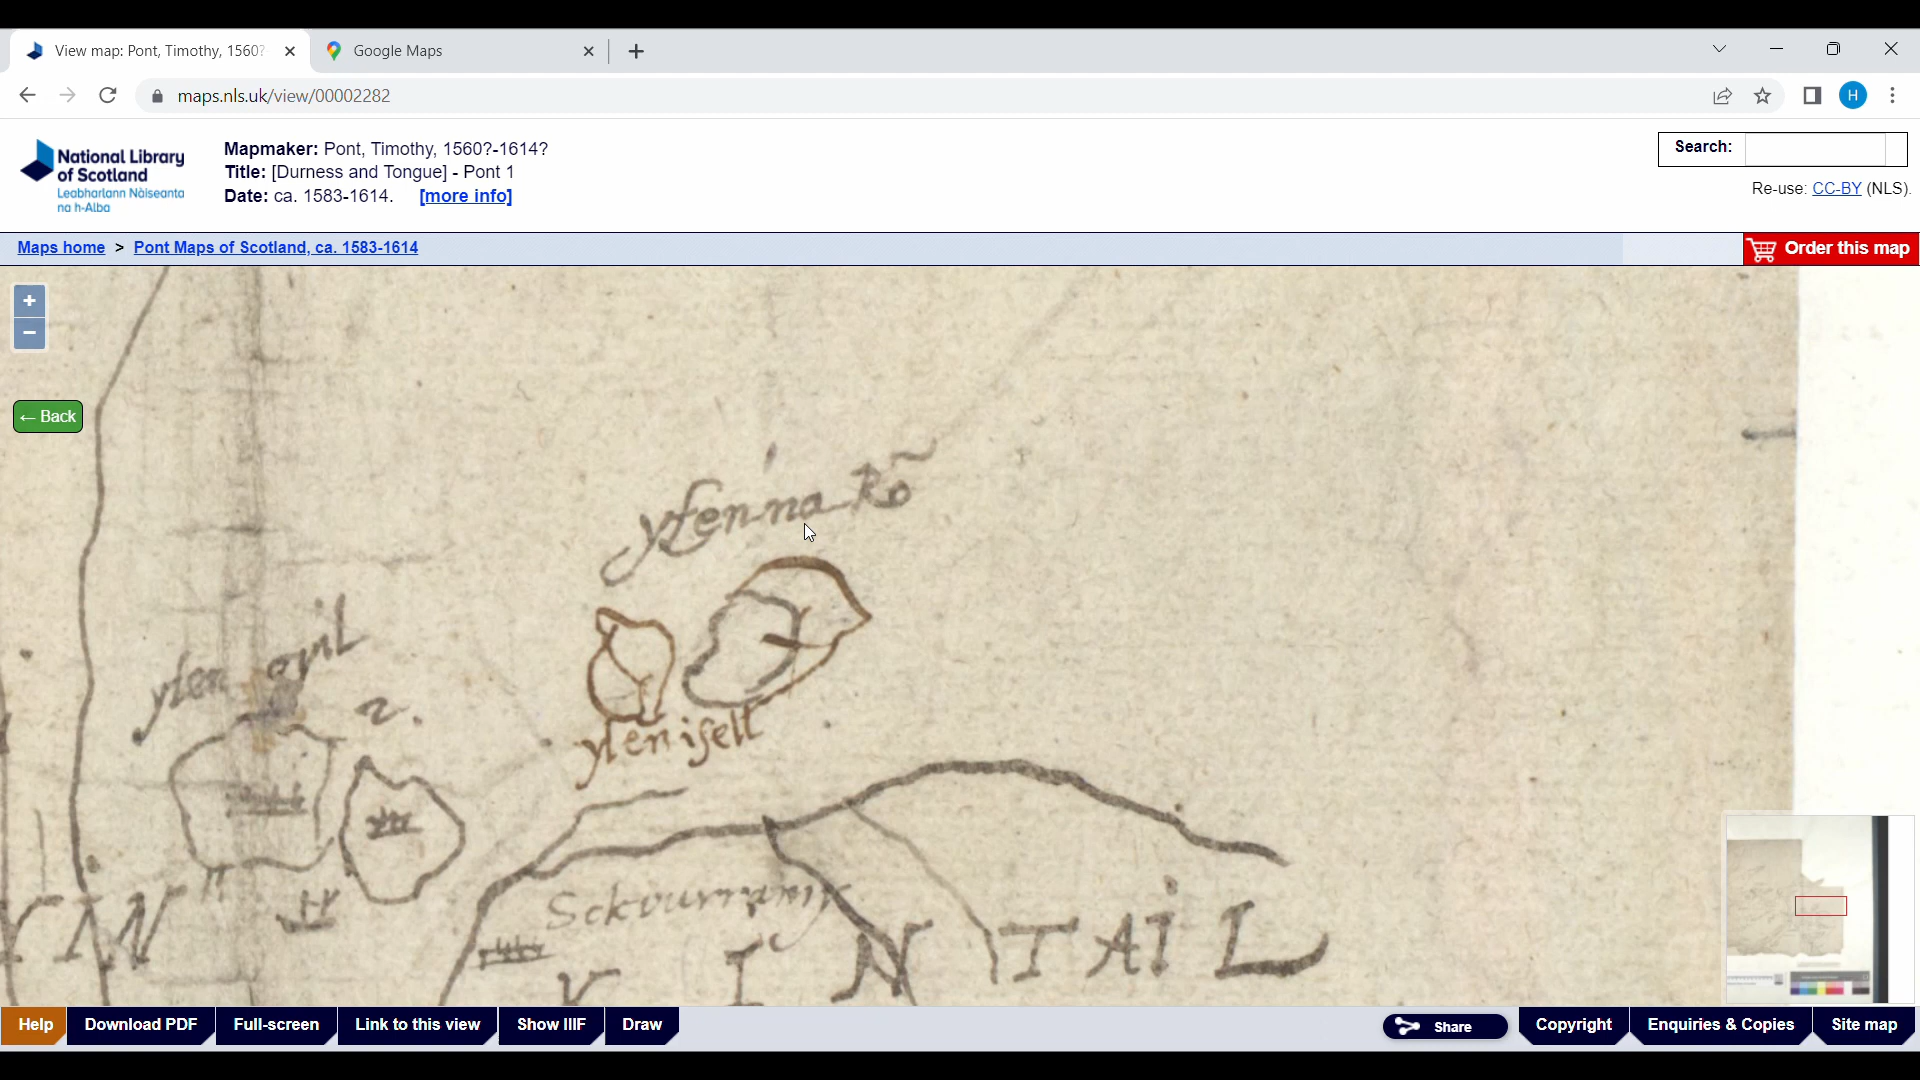 View map: Pont, Timothy, 1560?-
Google Maps
maps.nls.uk/view/00002282
H
National Library
of Scotland
Leabharlann Nàiseanta
na h-Alba
Mapmaker: Pont, Timothy, 1560?-1614?
Title: [Durness and Tongue] - Pont 1
Date: ca. 1583-1614. [more info]
Search:
Re-use: CC-BY (NLS).
Maps home > Pont Maps of Scotland, ca. 1583-1614
Order this map
+
−
← Back
ylen na Rõ
ylen
2.
ylen isell
K I N TAIL
Help
Download PDF
Full-screen
Link to this view
Show IIIF
Draw
Share
Copyright
Enquiries & Copies
Site map